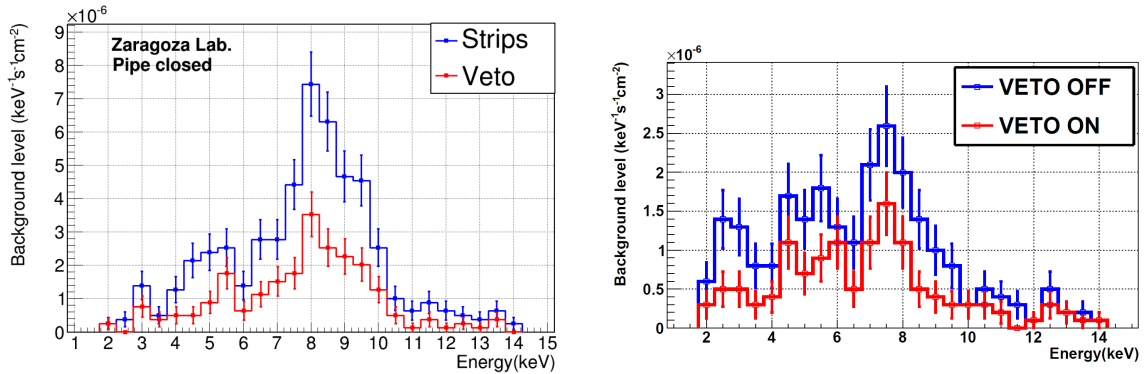 ×10⁻⁶
Background level (keV⁻¹s⁻¹cm⁻²)
9
8
7
6
5
4
3
2
1
0
Zaragoza Lab.
Pipe closed
Strips
Veto
1 2 3 4 5 6 7 8 9 10 11 12 13 14 15
Energy(keV)
×10⁻⁶
Background level (keV⁻¹s⁻¹cm⁻²)
3
2.5
2
1.5
1
0.5
0
VETO OFF
VETO ON
2 4 6 8 10 12 14
Energy(keV)